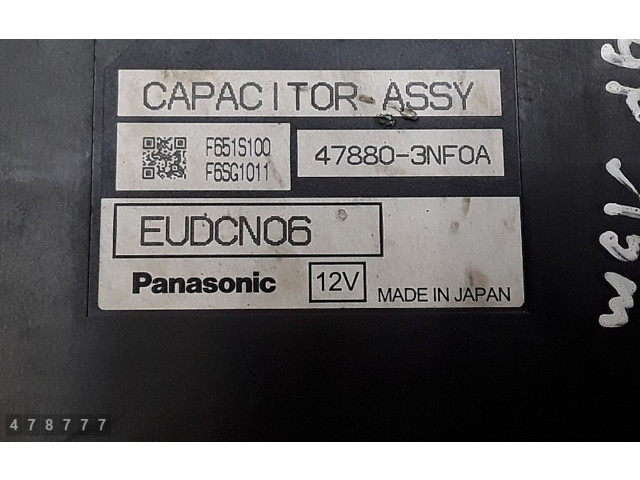 CAPACITOR ASSY
F651S100
F6SG1011
47880-3NF0A
EUDCN06
Panasonic
12V
MADE IN JAPAN
478777